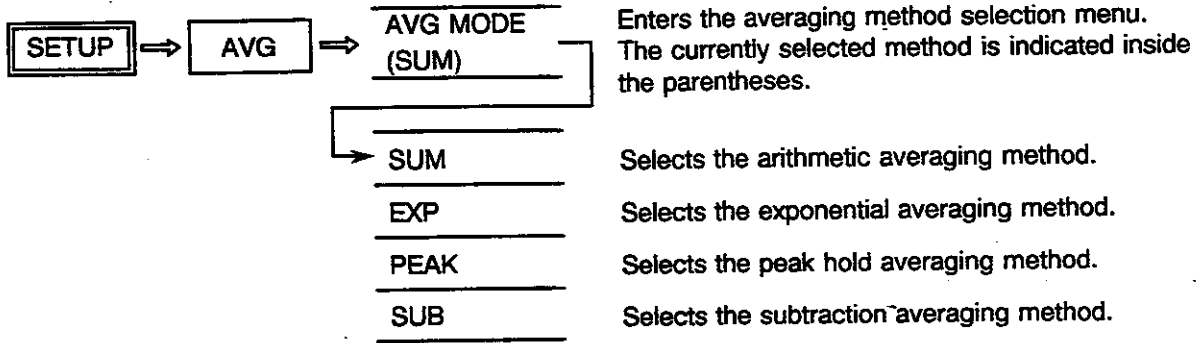 SETUP ⇒ AVG ⇒ AVG MODE
(SUM)
Enters the averaging method selection menu.
The currently selected method is indicated inside
the parentheses.
SUM Selects the arithmetic averaging method.
EXP Selects the exponential averaging method.
PEAK Selects the peak hold averaging method.
SUB Selects the subtraction averaging method.